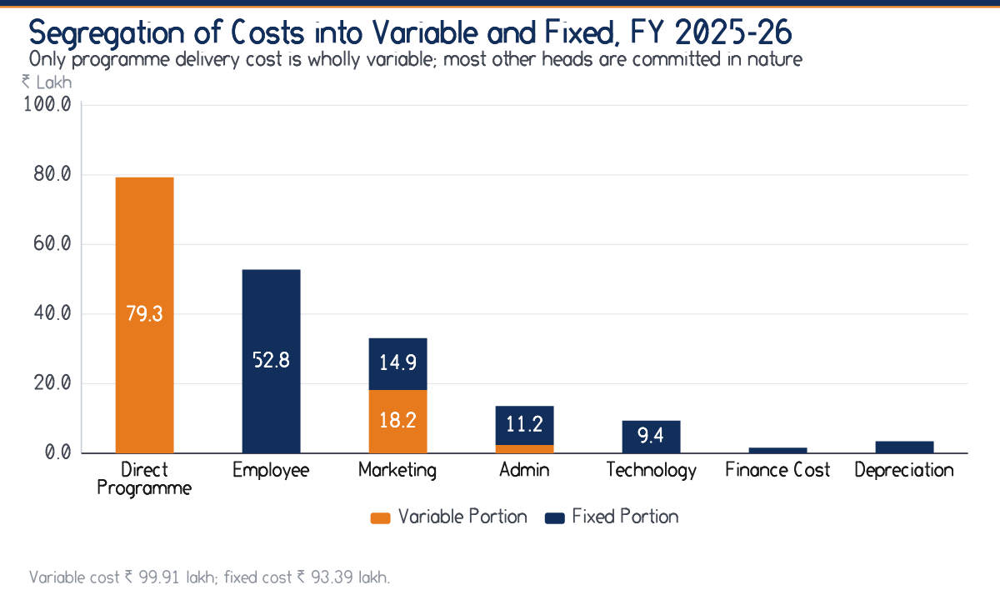 Segregation of Costs into Variable and Fixed, FY 2025-26
Only programme delivery cost is wholly variable; most other heads are committed in nature
₹ Lakh
100.0
80.0
60.0
40.0
20.0
0.0
79.3
52.8
14.9
18.2
11.2
9.4
Direct
Programme
Employee
Marketing
Admin
Technology
Finance Cost
Depreciation
Variable Portion
Fixed Portion
Variable cost ₹ 99.91 lakh; fixed cost ₹ 93.39 lakh.